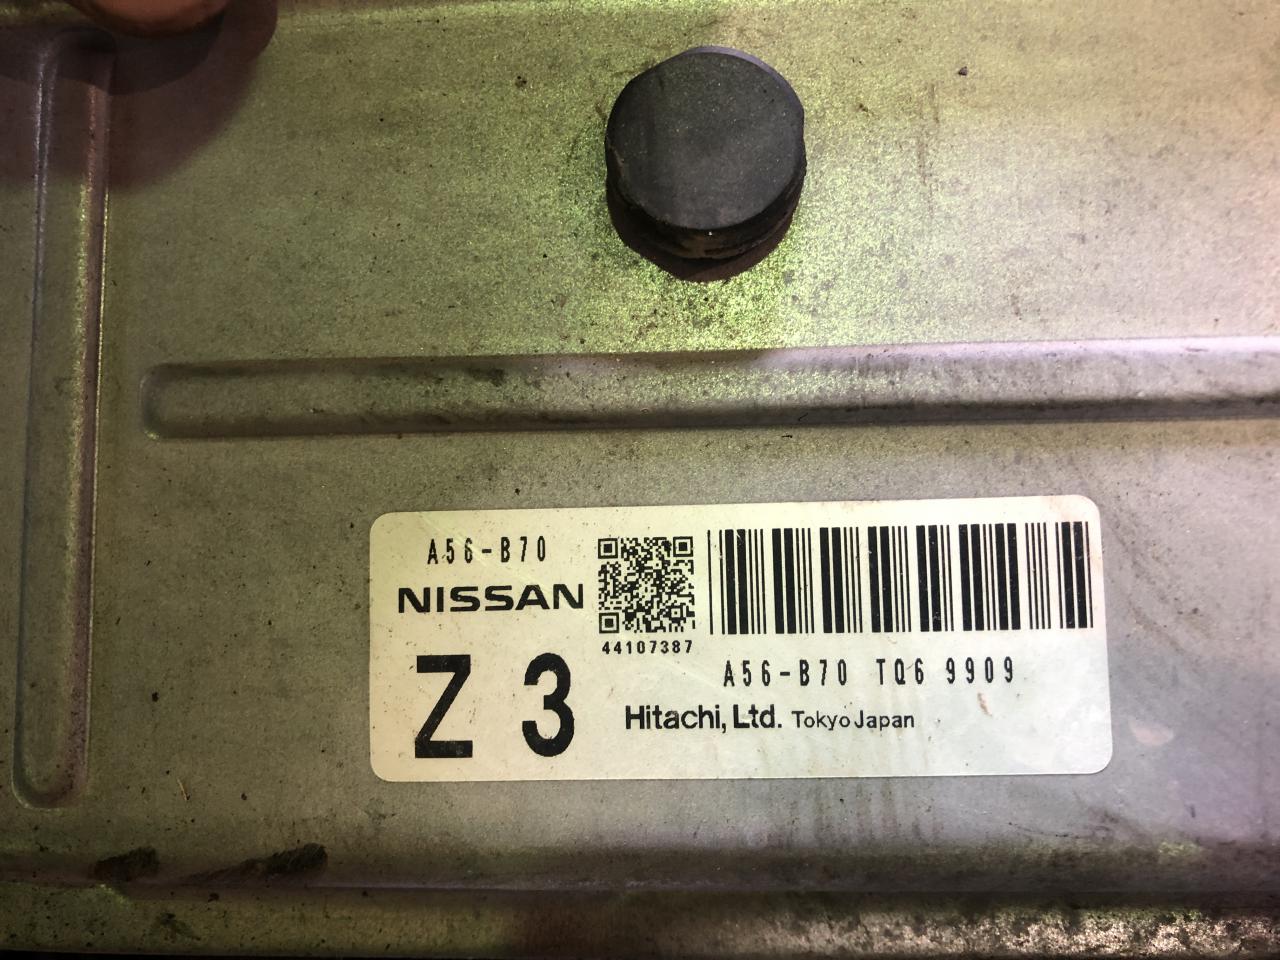 A56-B70
NISSAN
Z 3
44107387
A56-B70 TQ6 9909
Hitachi, Ltd. Tokyo Japan